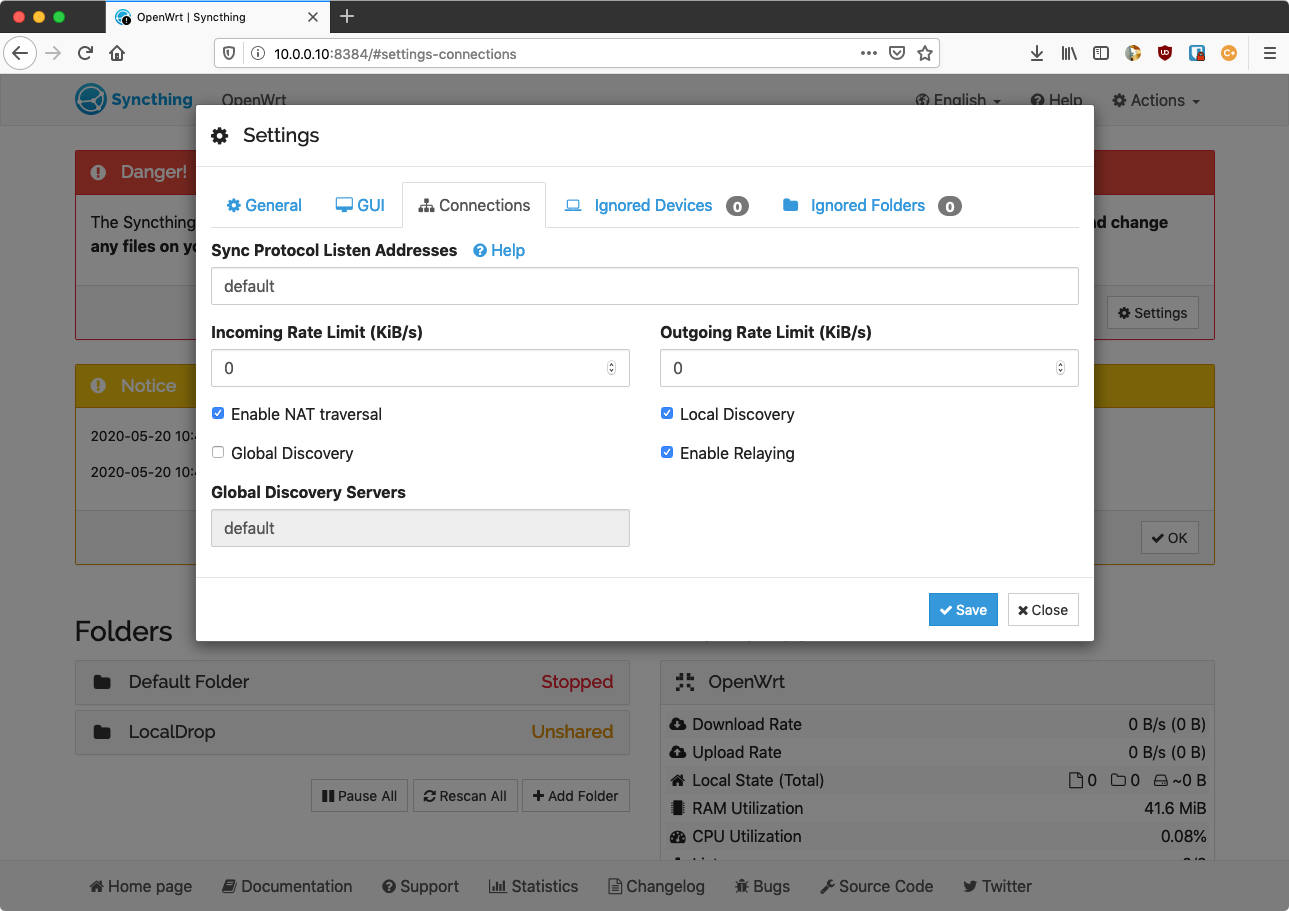 OpenWrt | Syncthing
10.0.0.10:8384/#settings-connections
Syncthing OpenWrt English Help Actions
Settings
Danger!
General GUI Connections Ignored Devices 0 Ignored Folders 0
The Syncthing
change
any files on
Sync Protocol Listen Addresses Help
default
Settings
Incoming Rate Limit (KiB/s) Outgoing Rate Limit (KiB/s)
0 0
Notice
Enable NAT traversal Local Discovery
2020-05-20 10:
Global Discovery Enable Relaying
2020-05-20 10:
Global Discovery Servers
default
OK
Save Close
Folders
Default Folder Stopped
OpenWrt
LocalDrop Unshared
Download Rate 0 B/s (0 B)
Upload Rate 0 B/s (0 B)
Local State (Total) 0 0 ~0 B
Pause All Rescan All Add Folder
RAM Utilization 41.6 MiB
CPU Utilization 0.08%
Home page Documentation Support Statistics Changelog Bugs Source Code Twitter